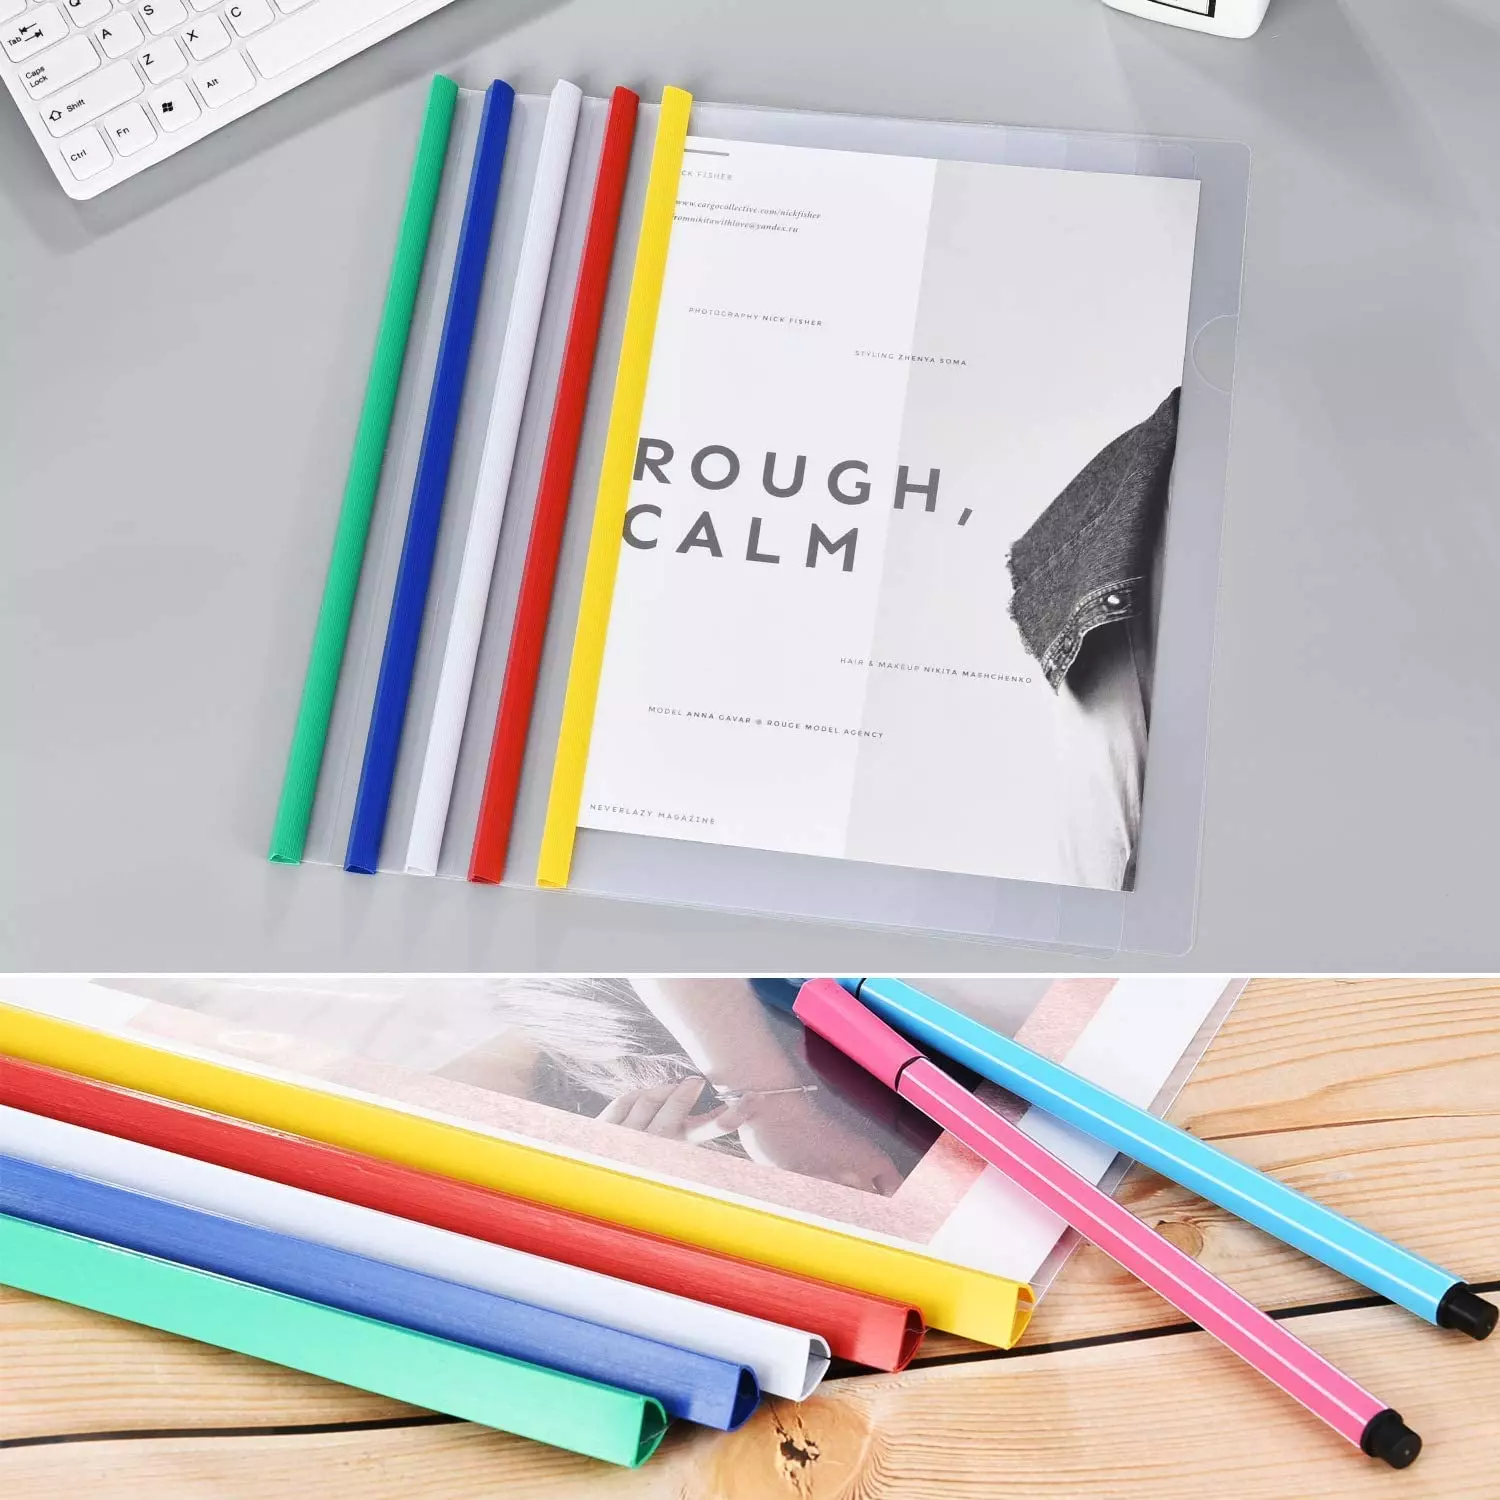 Tab
Q
A
S
Caps
Lock
Z
X
C
Shift
Ctrl
Fn
Alt
CK FISHER
www.cargocollective.com/nickfisher
fromnikitawithlove@yandex.ru
PHOTOGRAPHY NICK FISHER
STYLING ZHENYA SOMA
ROUGH,
CALM
HAIR & MAKEUP NIKITA MASHCHENKO
MODEL ANNA GAVAR @ ROUGE MODEL AGENCY
NEVERLAZY MAGAZINE